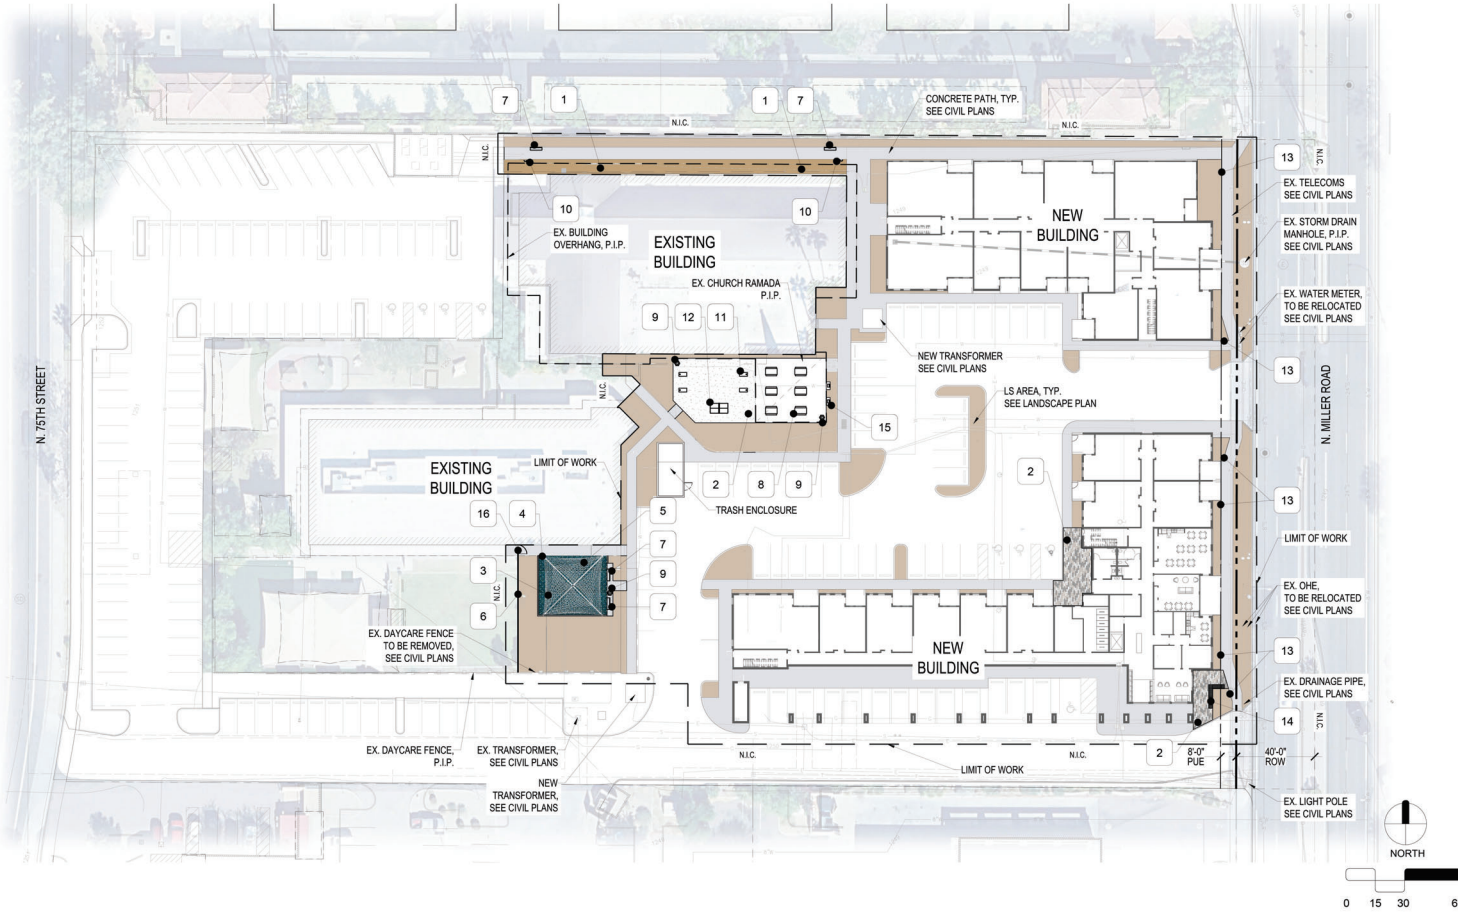 7
1
1
7
CONCRETE PATH, TYP.
SEE CIVIL PLANS
N.I.C.
N.I.C.
N.I.C.
N.I.C.
13
EX. TELECOMS
SEE CIVIL PLANS
10
10
EX. BUILDING
OVERHANG, P.I.P.
EXISTING
BUILDING
NEW
BUILDING
EX. STORM DRAIN
MANHOLE, P.I.P.
SEE CIVIL PLANS
EX. CHURCH RAMADA
P.I.P.
EX. WATER METER,
TO BE RELOCATED
SEE CIVIL PLANS
9
12
11
NEW TRANSFORMER
SEE CIVIL PLANS
13
N.I.C.
LS AREA, TYP.
SEE LANDSCAPE PLAN
N. 75TH STREET
N. MILLER ROAD
15
EXISTING
BUILDING
LIMIT OF WORK
2
8
9
2
13
TRASH ENCLOSURE
16
4
5
7
LIMIT OF WORK
3
9
N.I.C.
6
7
EX. OHE,
TO BE RELOCATED
SEE CIVIL PLANS
EX. DAYCARE FENCE
TO BE REMOVED,
SEE CIVIL PLANS
NEW
BUILDING
13
EX. DRAINAGE PIPE,
SEE CIVIL PLANS
14
N.I.C.
EX. DAYCARE FENCE,
P.I.P.
EX. TRANSFORMER,
SEE CIVIL PLANS
N.I.C.
N.I.C.
2
8'-0"
PUE
40'-0"
ROW
LIMIT OF WORK
NEW
TRANSFORMER,
SEE CIVIL PLANS
EX. LIGHT POLE
SEE CIVIL PLANS
NORTH
0 15 30 6